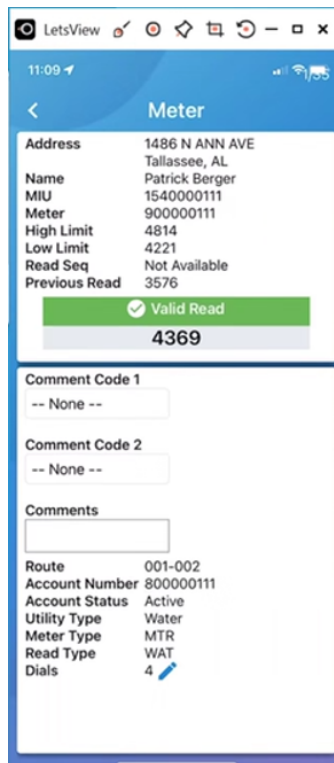 LetsView
11:09
1/55
Meter
Address 1486 N ANN AVE
Tallassee, AL
Name Patrick Berger
MIU 1540000111
Meter 900000111
High Limit 4814
Low Limit 4221
Read Seq Not Available
Previous Read 3576
Valid Read
4369
Comment Code 1
-- None --
Comment Code 2
-- None --
Comments
Route 001-002
Account Number 800000111
Account Status Active
Utility Type Water
Meter Type MTR
Read Type WAT
Dials 4